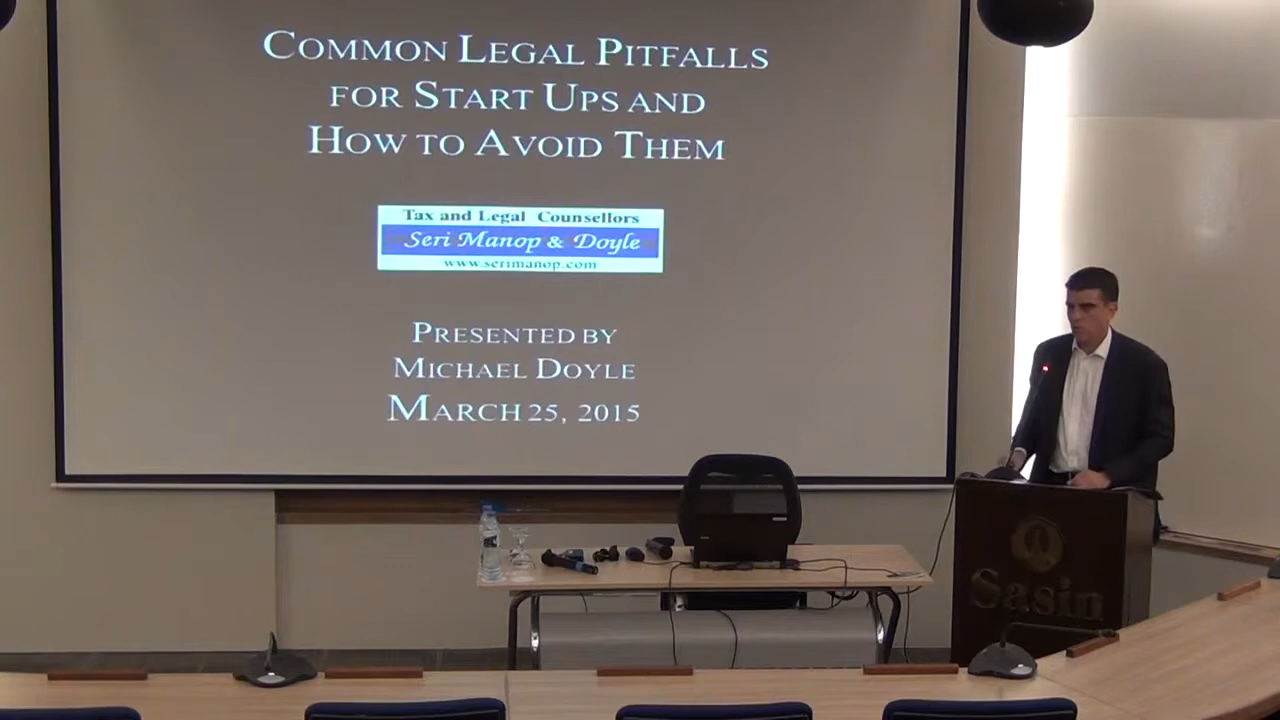 COMMON LEGAL PITFALLS
FOR START UPS AND
HOW TO AVOID THEM
Tax and Legal Counsellors
Seri Manop & Doyle
www.serimanop.com
PRESENTED BY
MICHAEL DOYLE
MARCH 25, 2015
Sasin